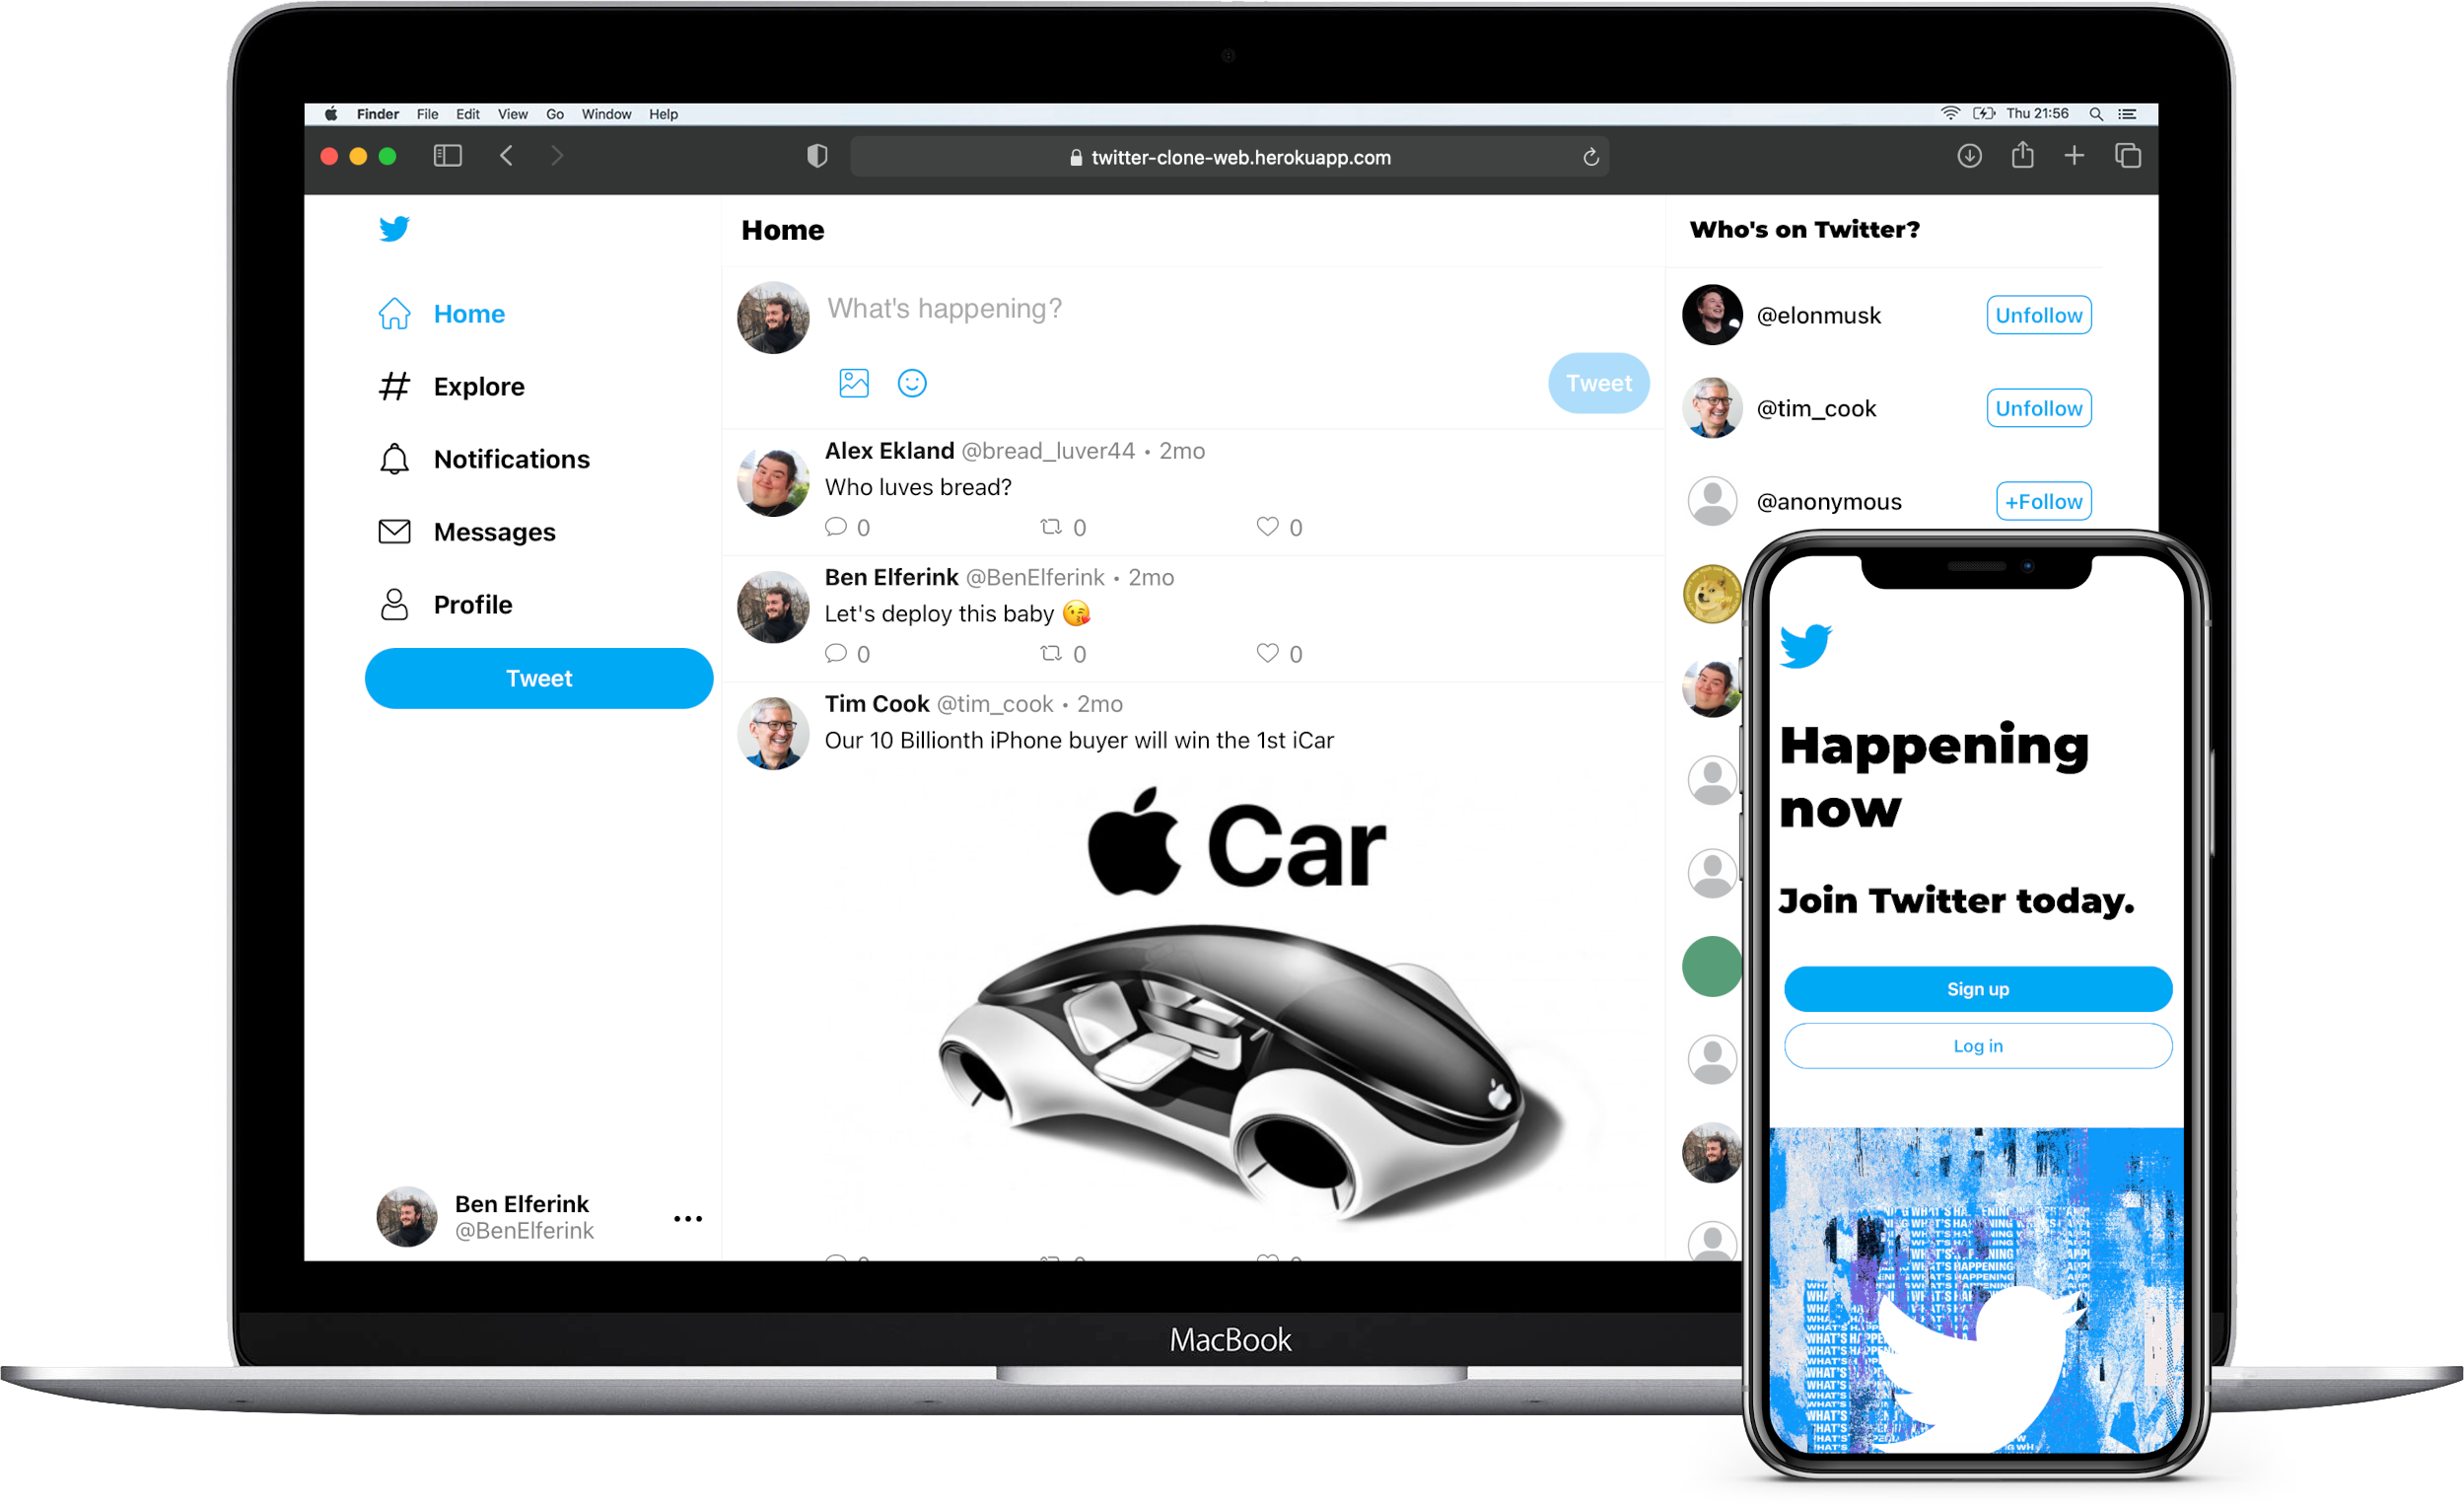 Finder File Edit View Go Window Help
Thu 21:56
twitter-clone-web.herokuapp.com
Home
Explore
Notifications
Messages
Profile
Tweet
Ben Elferink
@BenElferink
Home
What's happening?
Tweet
Alex Ekland @bread_luver44 • 2mo
Who luves bread?
0 0 0
Ben Elferink @BenElferink • 2mo
Let's deploy this baby 😘
0 0 0
Tim Cook @tim_cook • 2mo
Our 10 Billionth iPhone buyer will win the 1st iCar
Car
Who's on Twitter?
@elonmusk Unfollow
@tim_cook Unfollow
@anonymous +Follow
MacBook
Happening
now
Join Twitter today.
Sign up
Log in
WHAT'S HAPPENING